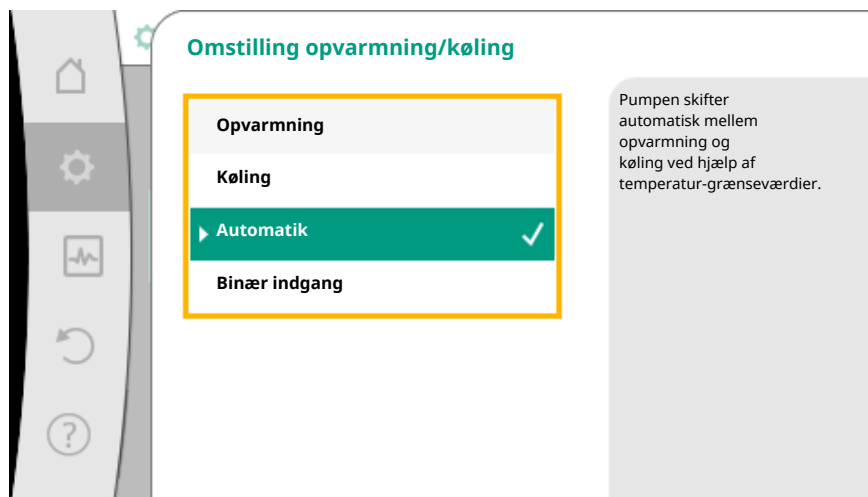 Omstilling opvarmning/køling
Opvarmning
Køling
Automatik
Binær indgang
Pumpen skifter
automatisk mellem
opvarmning og
køling ved hjælp af
temperatur-grænseværdier.
?